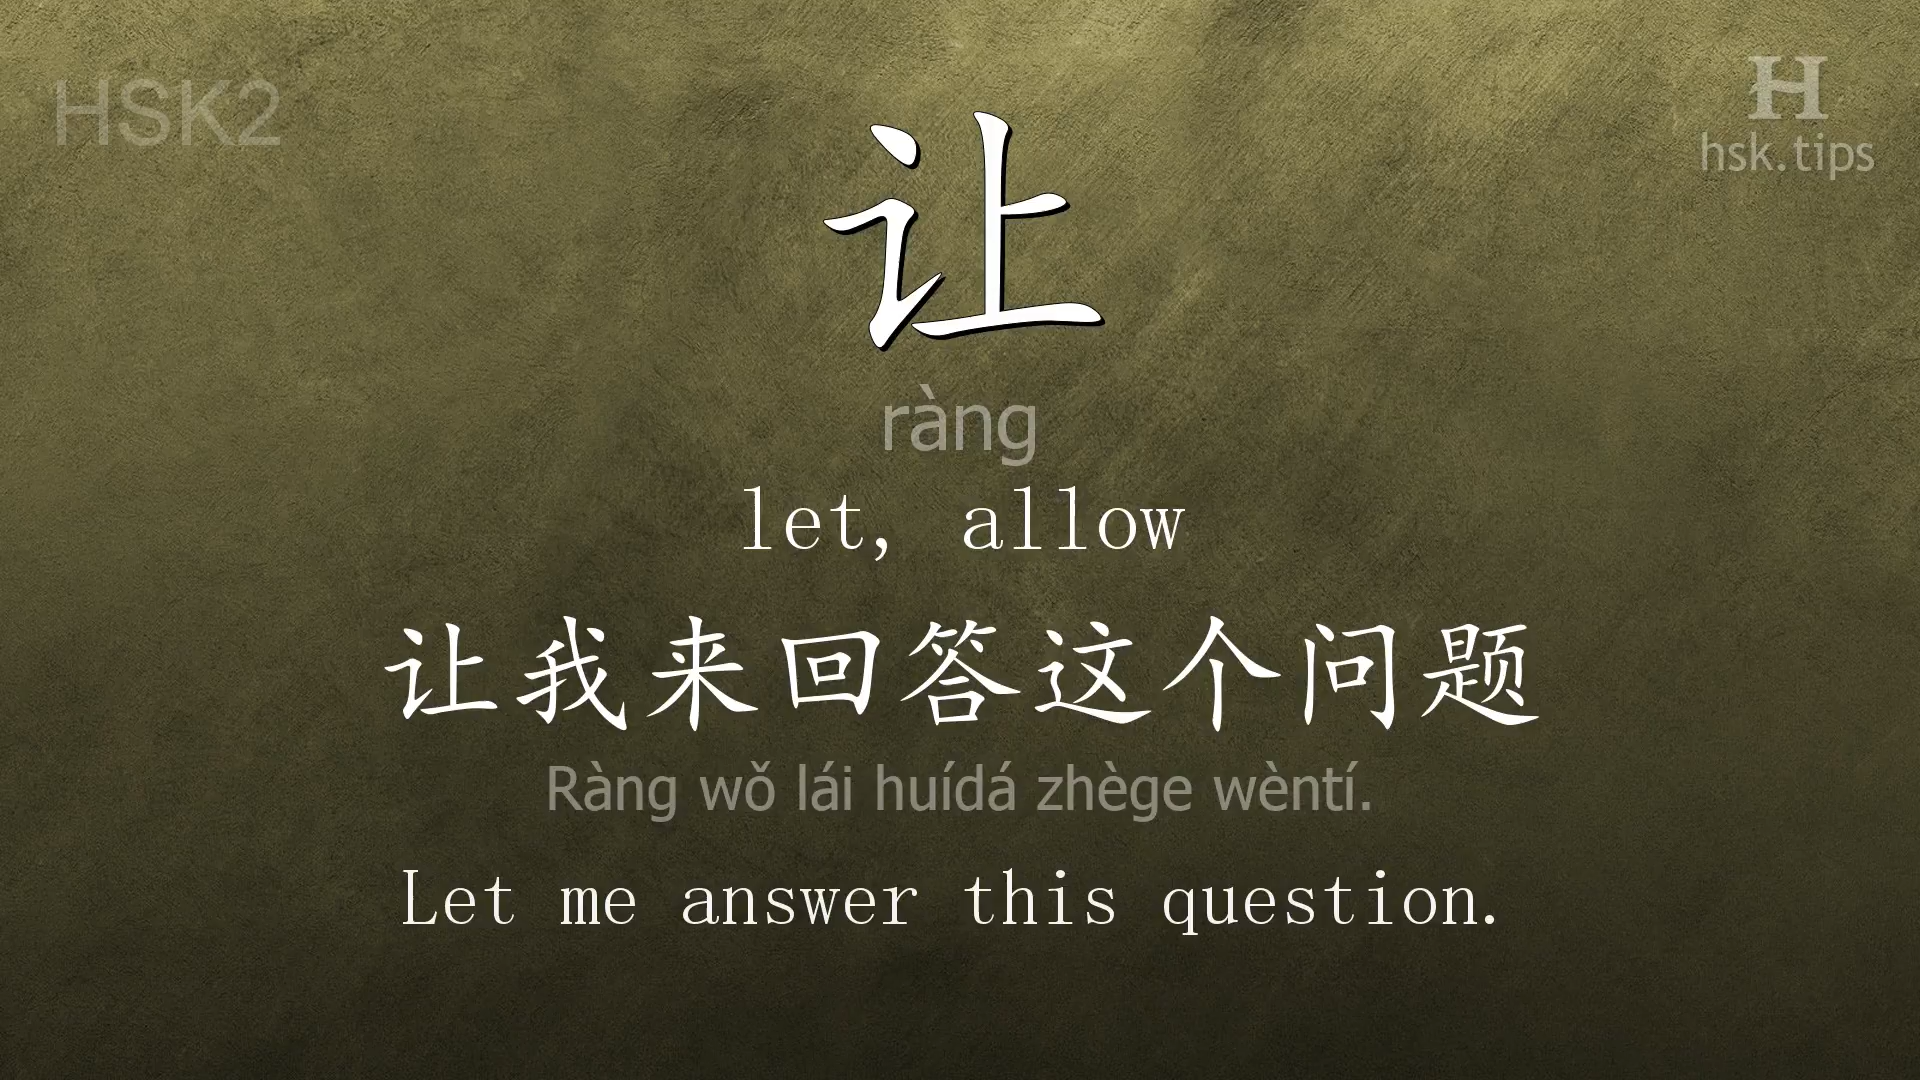 HSK2
H
hsk.tips
让
ràng
let, allow
让我来回答这个问题
Ràng wǒ lái huídá zhège wèntí.
Let me answer this question.